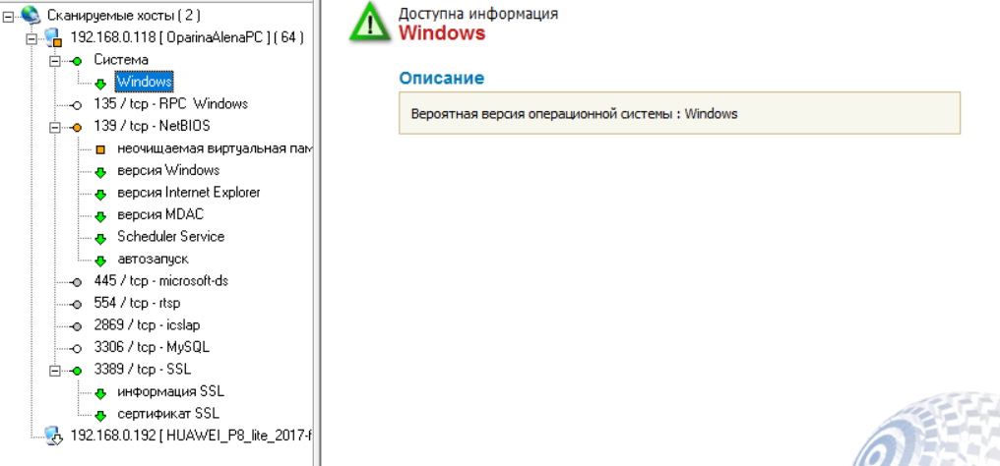 Сканируемые хосты ( 2 )
192.168.0.118 [ OparinaAlenaPC ] ( 64 )
Система
Windows
135 / tcp - RPC Windows
139 / tcp - NetBIOS
неочищаемая виртуальная пам
версия Windows
версия Internet Explorer
версия MDAC
Scheduler Service
автозапуск
445 / tcp - microsoft-ds
554 / tcp - rtsp
2869 / tcp - icslap
3306 / tcp - MySQL
3389 / tcp - SSL
информация SSL
сертификат SSL
192.168.0.192 [ HUAWEI_P8_lite_2017-f
Доступна информация
Windows
Описание
Вероятная версия операционной системы : Windows